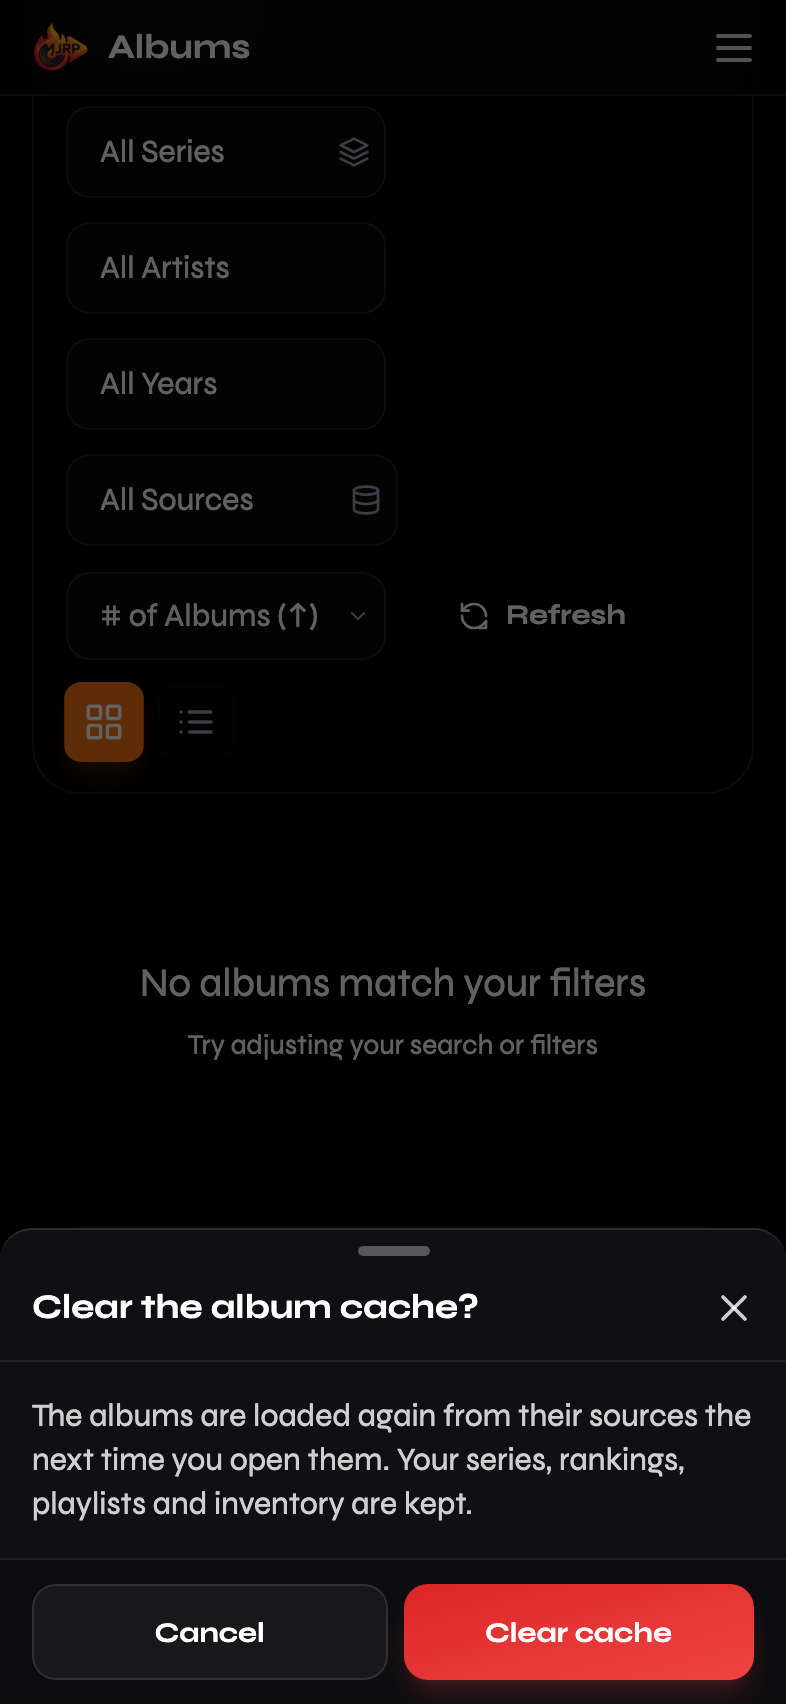 MJRP
Albums
All Series
All Artists
All Years
All Sources
# of Albums (↑)
Refresh
No albums match your filters
Try adjusting your search or filters
Clear the album cache?
The albums are loaded again from their sources the
next time you open them. Your series, rankings,
playlists and inventory are kept.
Cancel
Clear cache